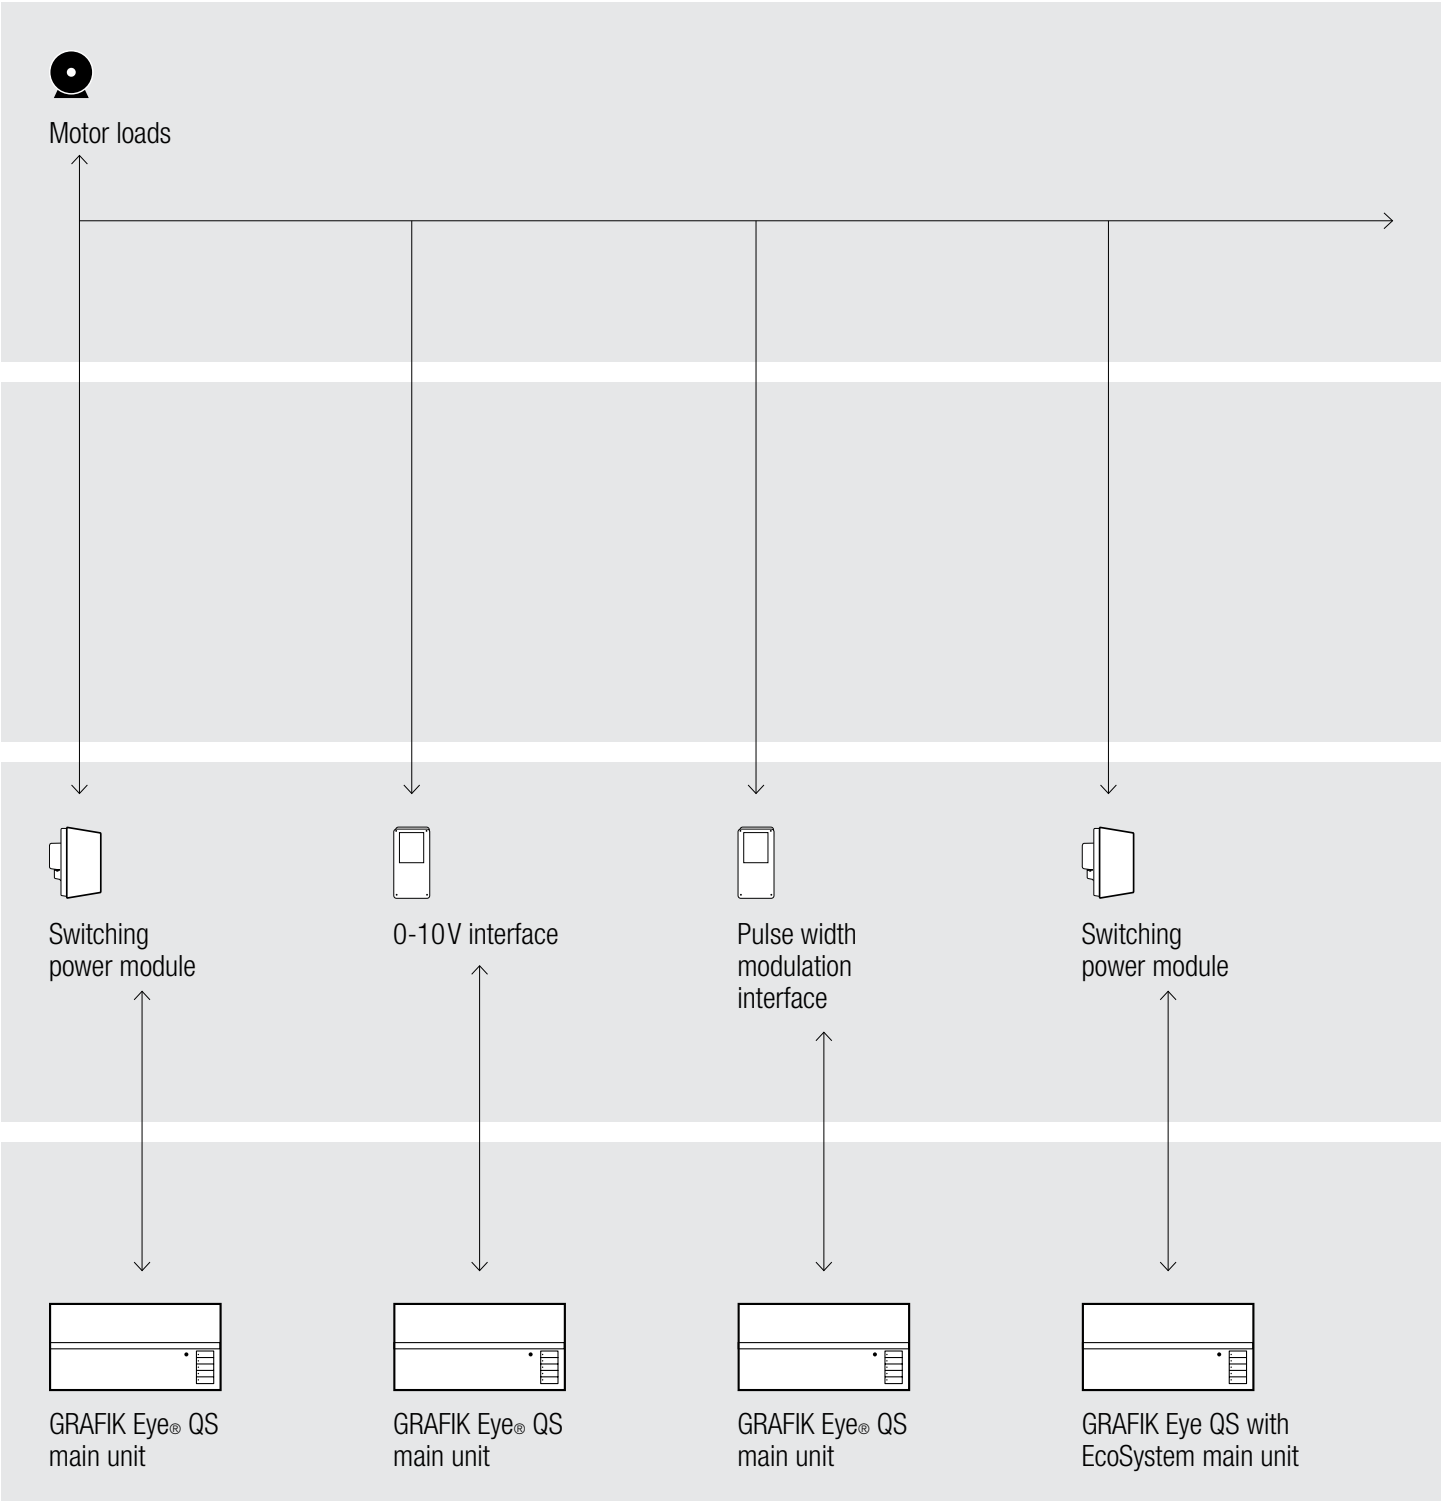 Motor loads
Switching
power module
0-10V interface
Pulse width
modulation
interface
Switching
power module
GRAFIK Eye® QS
main unit
GRAFIK Eye® QS
main unit
GRAFIK Eye® QS
main unit
GRAFIK Eye QS with
EcoSystem main unit